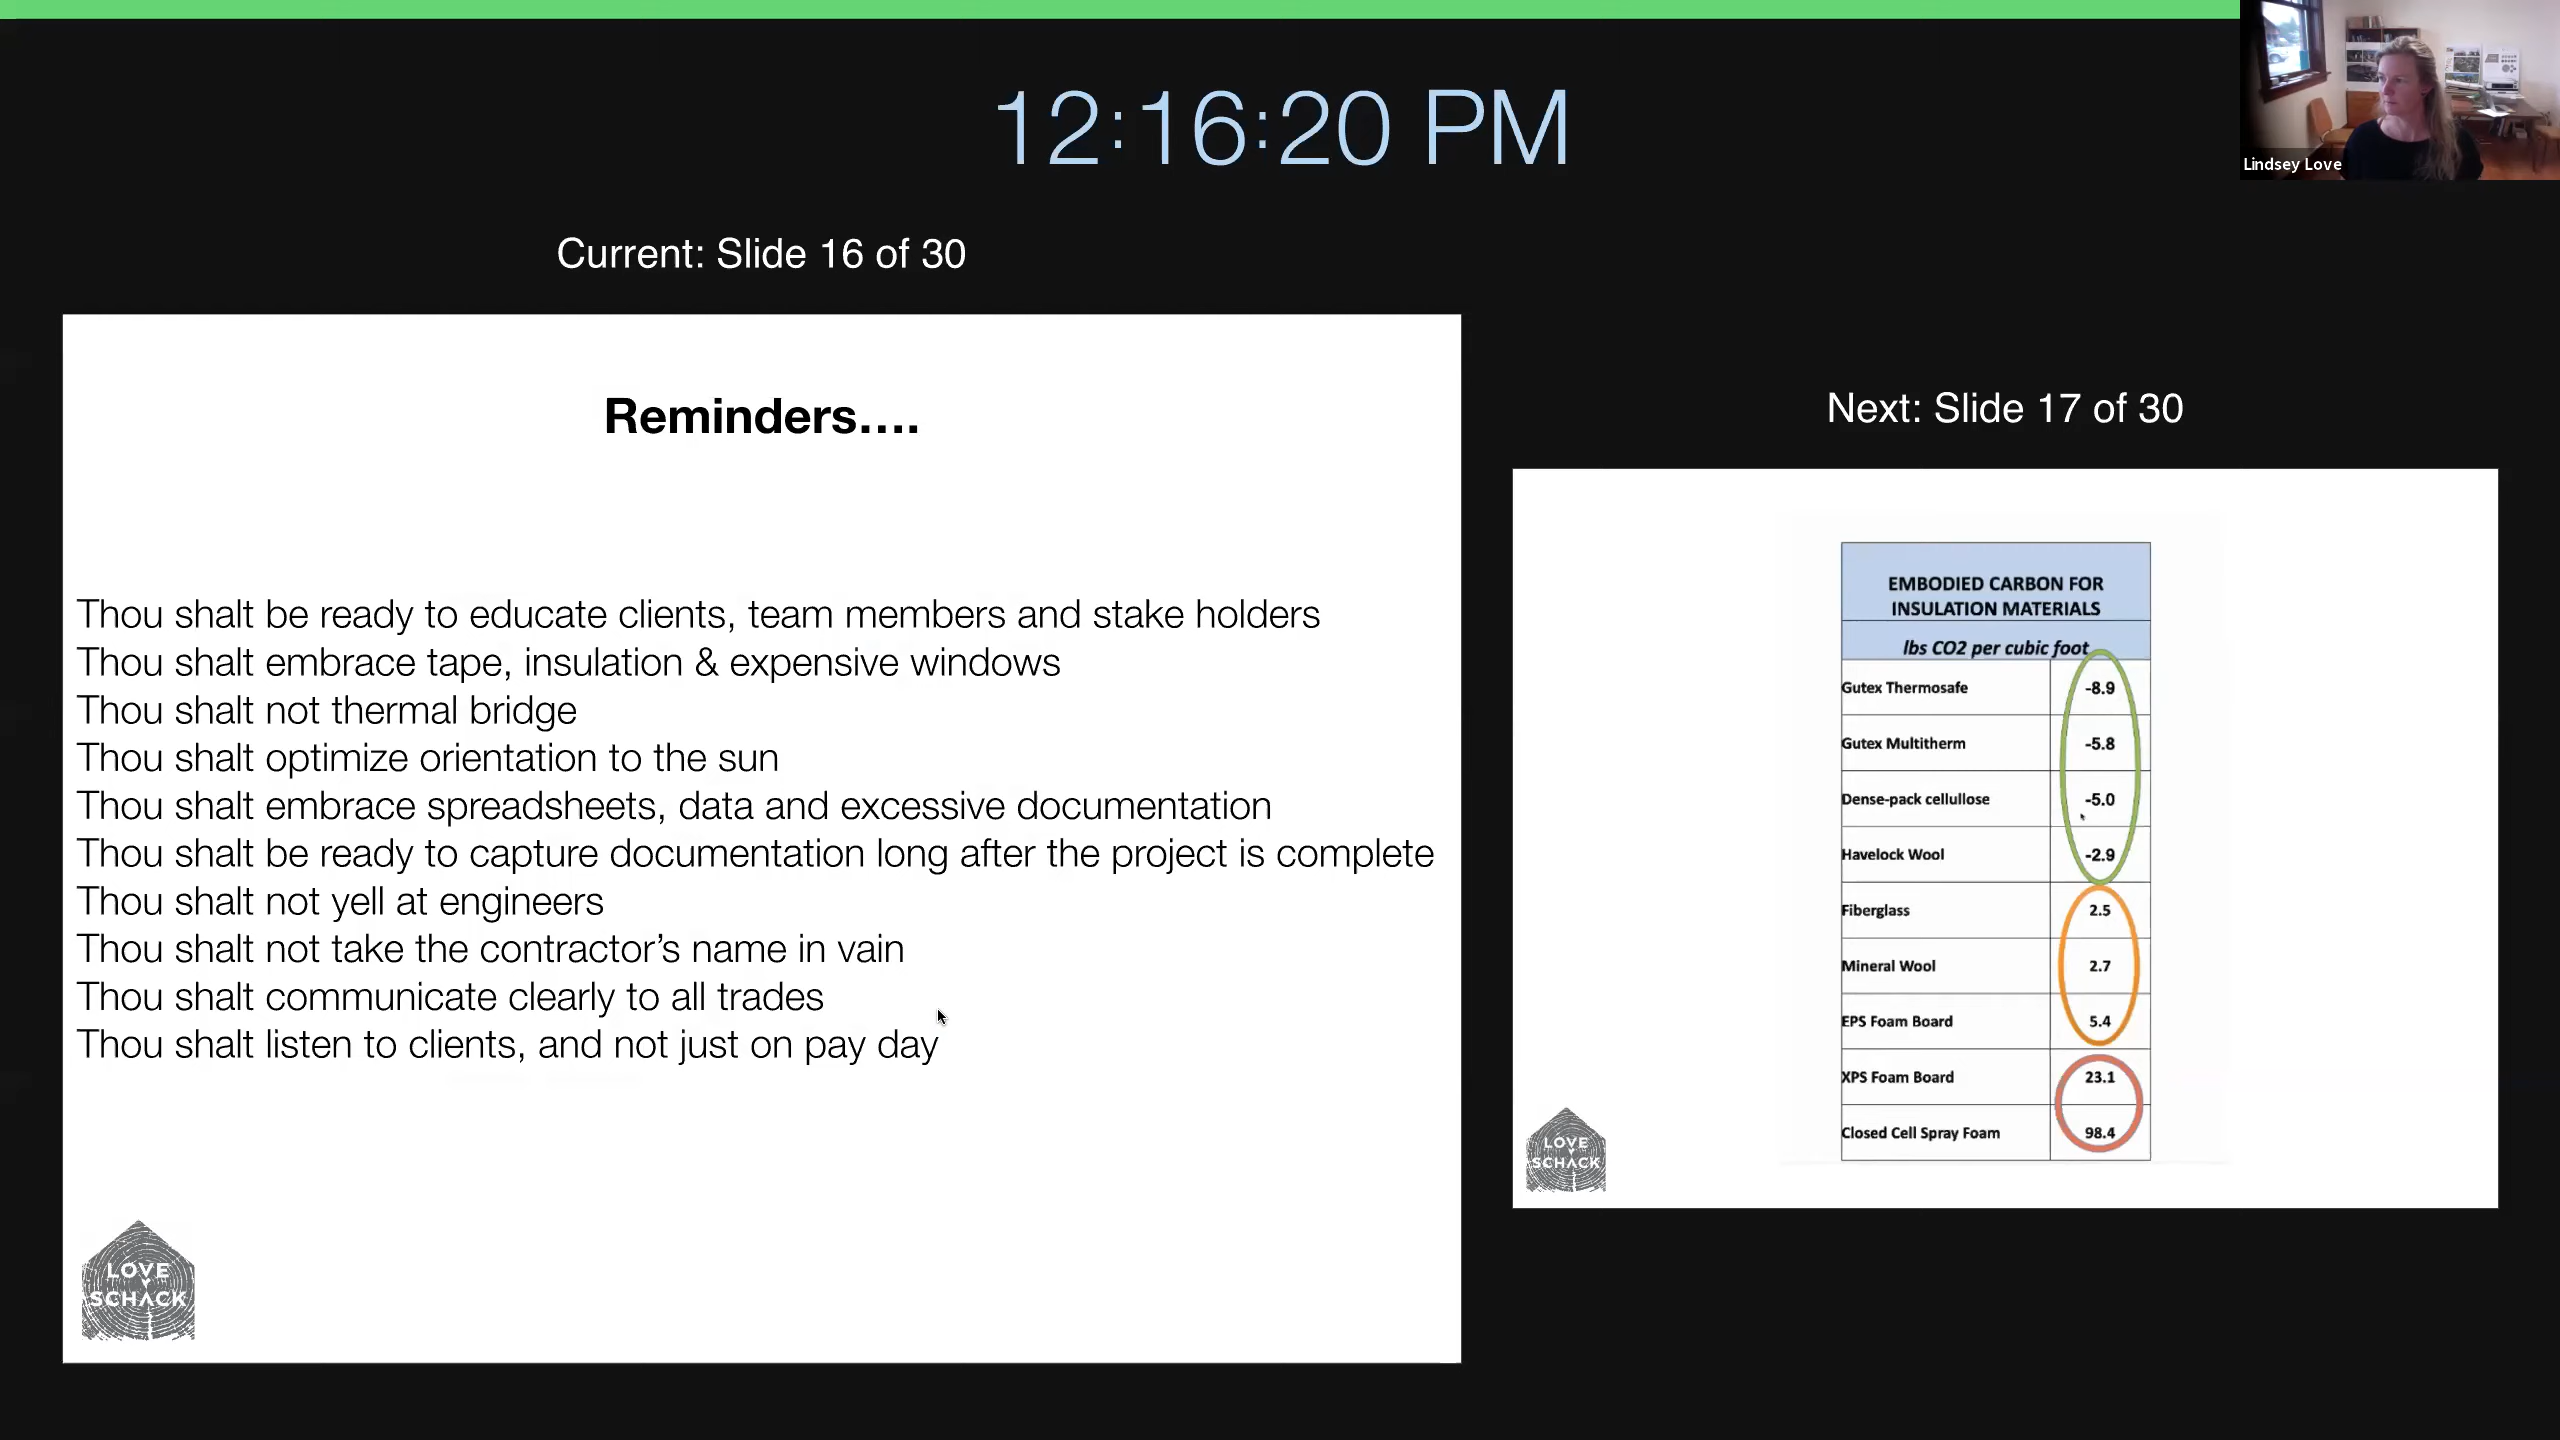 12:16:20 PM
Lindsey Love
Current: Slide 16 of 30
Reminders....
Thou shalt be ready to educate clients, team members and stake holders
Thou shalt embrace tape, insulation & expensive windows
Thou shalt not thermal bridge
Thou shalt optimize orientation to the sun
Thou shalt embrace spreadsheets, data and excessive documentation
Thou shalt be ready to capture documentation long after the project is complete
Thou shalt not yell at engineers
Thou shalt not take the contractor’s name in vain
Thou shalt communicate clearly to all trades
Thou shalt listen to clients, and not just on pay day
LOVE
SCHACK
Next: Slide 17 of 30
EMBODIED CARBON FOR
INSULATION MATERIALS
lbs CO2 per cubic foot
Gutex Thermosafe -8.9
Gutex Multitherm -5.8
Dense-pack cellullose -5.0
Havelock Wool -2.9
Fiberglass 2.5
Mineral Wool 2.7
EPS Foam Board 5.4
XPS Foam Board 23.1
Closed Cell Spray Foam 98.4
LOVE
SCHACK